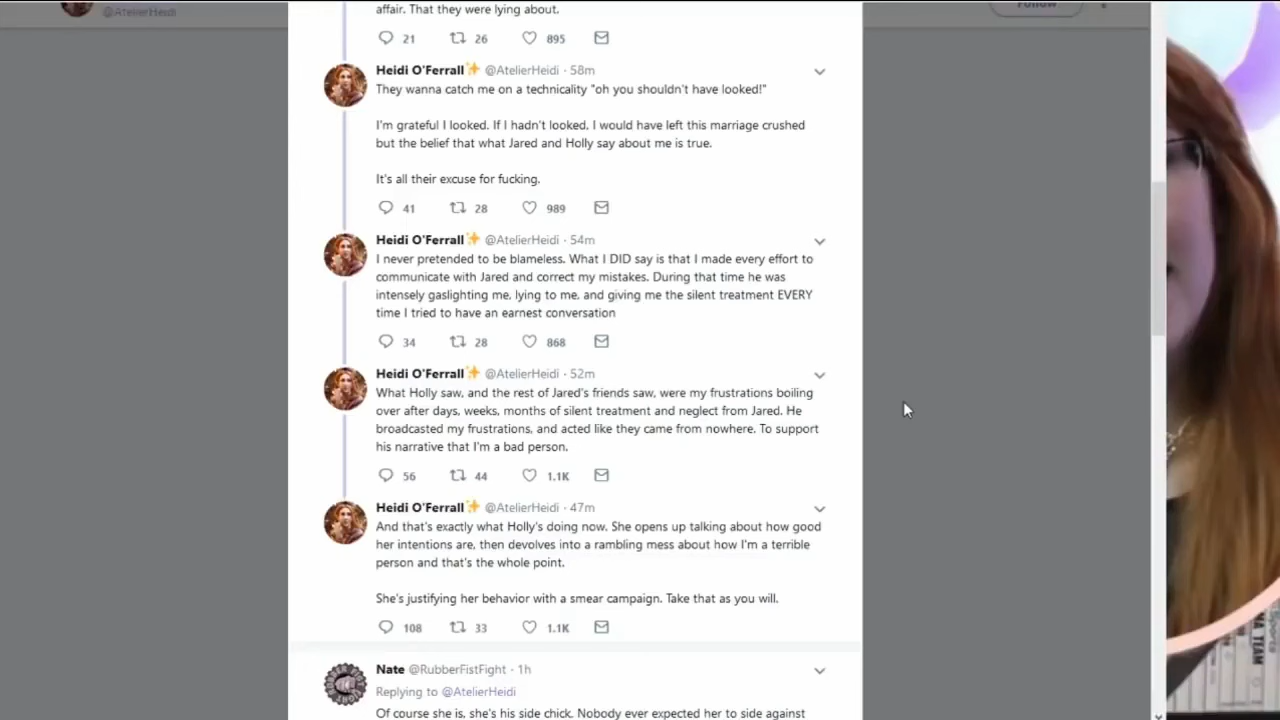 affair. That they were lying about.
@AtelierHeidi
Follow
21 26 895
Heidi O'Ferrall✨ @AtelierHeidi · 58m
They wanna catch me on a technicality "oh you shouldn't have looked!"
I'm grateful I looked. If I hadn't looked, I would have left this marriage crushed
but the belief that what Jared and Holly say about me is true.
It's all their excuse for fucking.
41 28 989
Heidi O'Ferrall✨ @AtelierHeidi · 54m
I never pretended to be blameless. What I DID say is that I made every effort to
communicate with Jared and correct my mistakes. During that time he was
intensely gaslighting me, lying to me, and giving me the silent treatment EVERY
time I tried to have an earnest conversation
34 28 868
Heidi O'Ferrall✨ @AtelierHeidi · 52m
What Holly saw, and the rest of Jared's friends saw, were my frustrations boiling
over after days, weeks, months of silent treatment and neglect from Jared. He
broadcasted my frustrations, and acted like they came from nowhere. To support
his narrative that I'm a bad person.
56 44 1.1K
Heidi O'Ferrall✨ @AtelierHeidi · 47m
And that's exactly what Holly's doing now. She opens up talking about how good
her intentions are, then devolves into a rambling mess about how I'm a terrible
person and that's the whole point.
She's justifying her behavior with a smear campaign. Take that as you will.
108 33 1.1K
Nate @RubberFistFight · 1h
Replying to @AtelierHeidi
Of course she is, she's his side chick. Nobody ever expected her to side against
TEAM